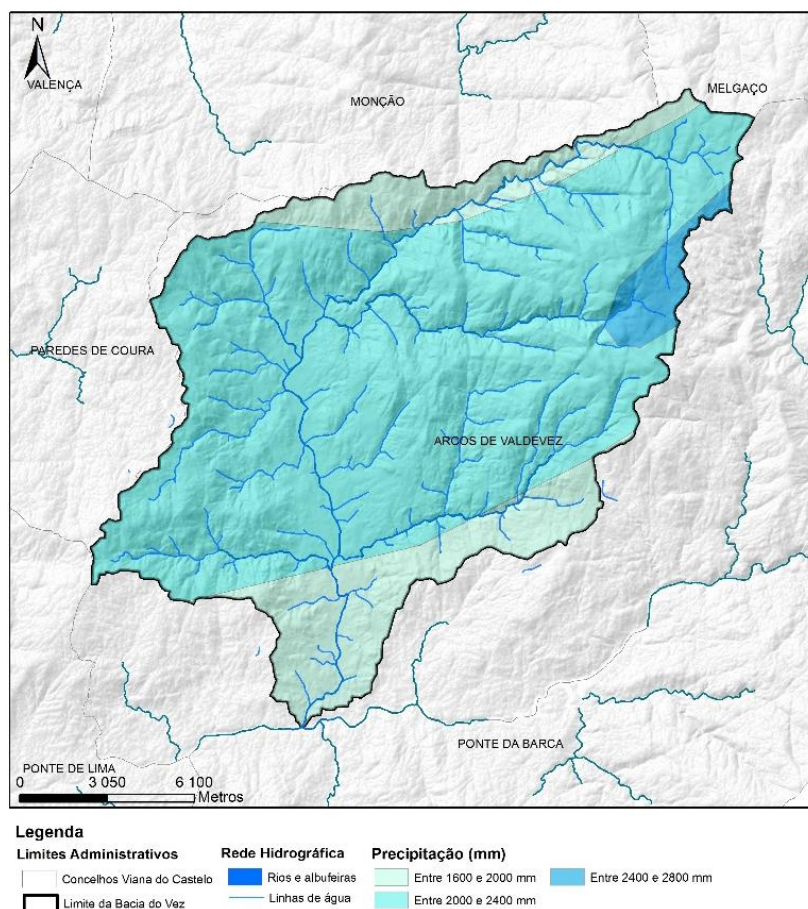 N
VALENÇA
MONÇÃO
MELGAÇO
PAREDES DE COURA
ARCOS DE VALDEVEZ
PONTE DA BARCA
PONTE DE LIMA
0 3 050 6 100
Metros
Legenda
Limites Administrativos
Concelhos Viana do Castelo
Limite da Bacia do Vez
Rede Hidrográfica
Rios e albufeiras
Linhas de água
Precipitação (mm)
Entre 1600 e 2000 mm
Entre 2000 e 2400 mm
Entre 2400 e 2800 mm